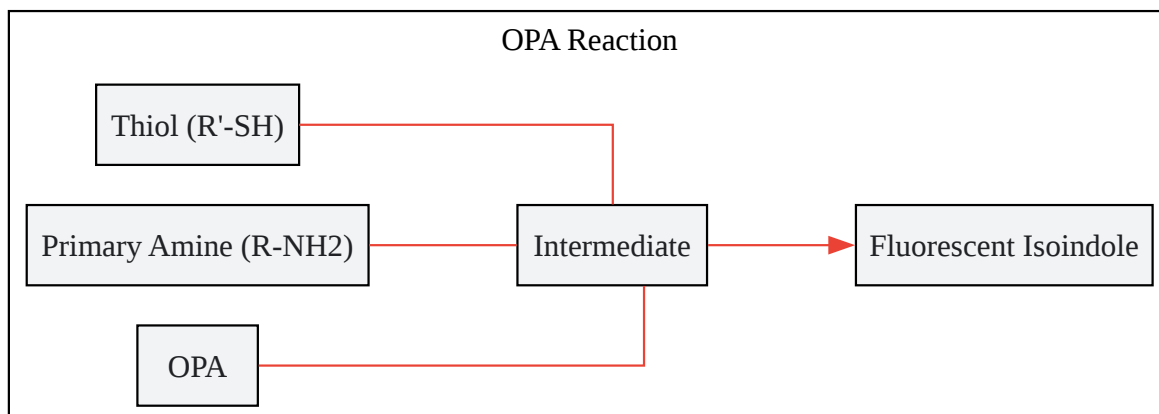 OPA Reaction
Thiol (R'-SH)
Primary Amine (R-NH2)
Intermediate
Fluorescent Isoindole
OPA